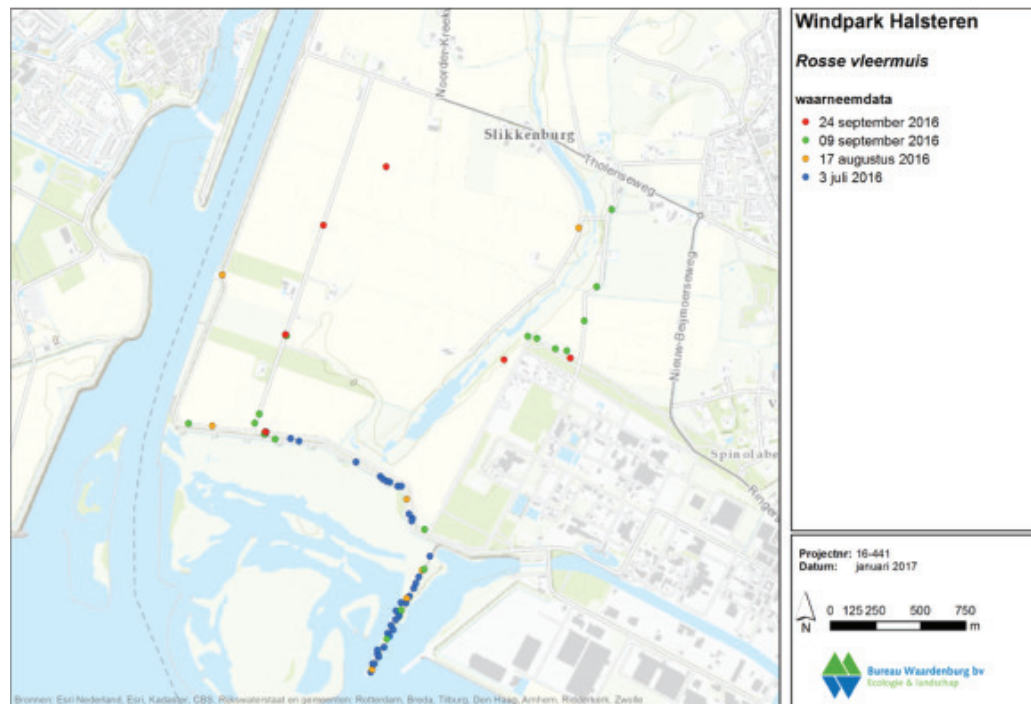 Noorder-Kreek
Slikkenburg
Tholenseweg
Nieuw-Beijmoerseweg
V
Spinolabe
Ringers
Bronnen: Esri Nederland, Esri, Kadaster, CBS, Rijkswaterstaat en gemeenten: Rotterdam, Breda, Tilburg, Den Haag, Arnhem, Ridderkerk, Zwolle
Windpark Halsteren
Rosse vleermuis
waarneemdata
24 september 2016
09 september 2016
17 augustus 2016
3 juli 2016
Projectnr: 16-441
Datum: januari 2017
N
0 125 250 500 750
m
Bureau Waardenburg bv
Ecologie & landschap